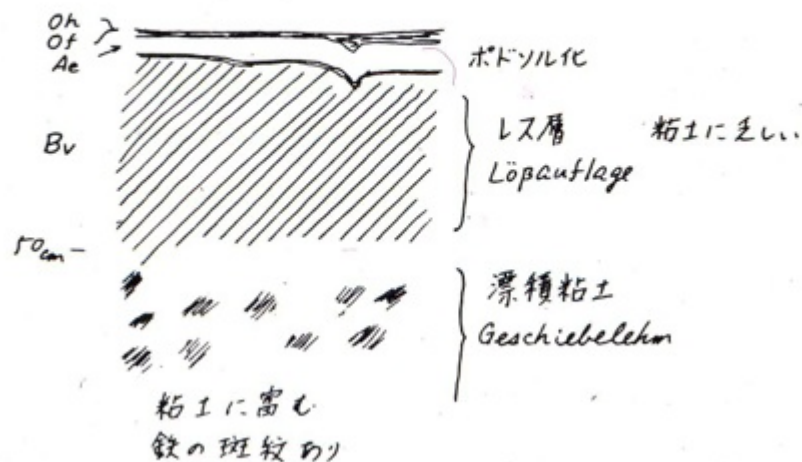 Oh
Of
Ae
ポドソル化
Bv
レス層 粘土に乏しい
Lößauflage
50cm
漂積粘土
Geschiebelehm
粘土に富む
鉄の斑紋あり